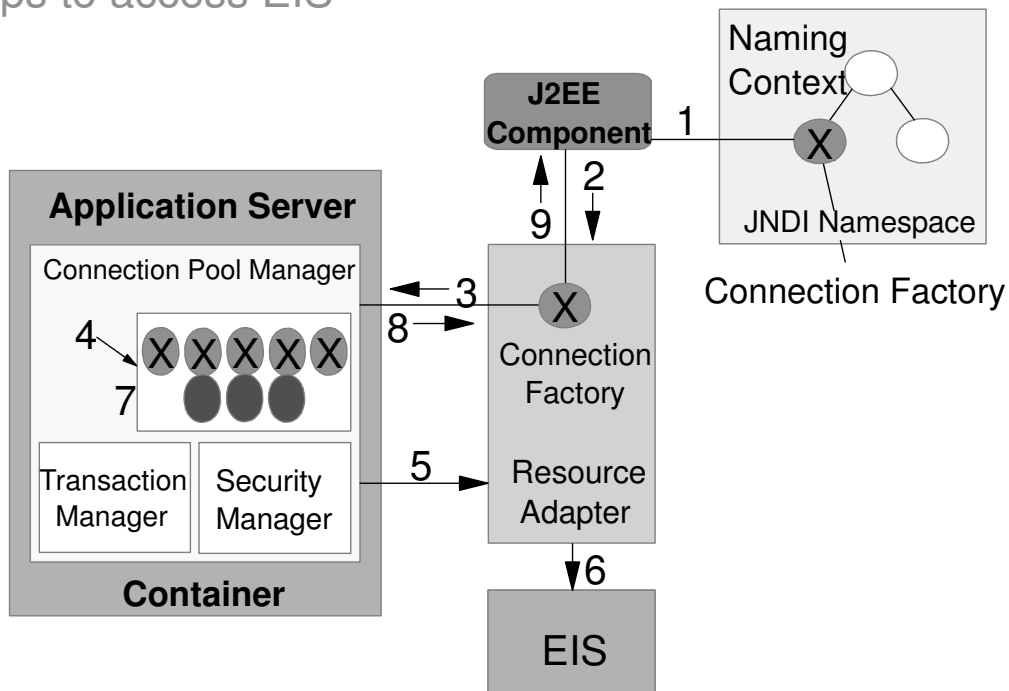 ps to access EIS
Naming
Context
X
JNDI Namespace
Connection Factory
J2EE
Component
1
2
9
Application Server
Connection Pool Manager
3
8
4
X X X X X
7
X
Connection
Factory
Transaction
Manager
Security
Manager
5
Resource
Adapter
Container
6
EIS